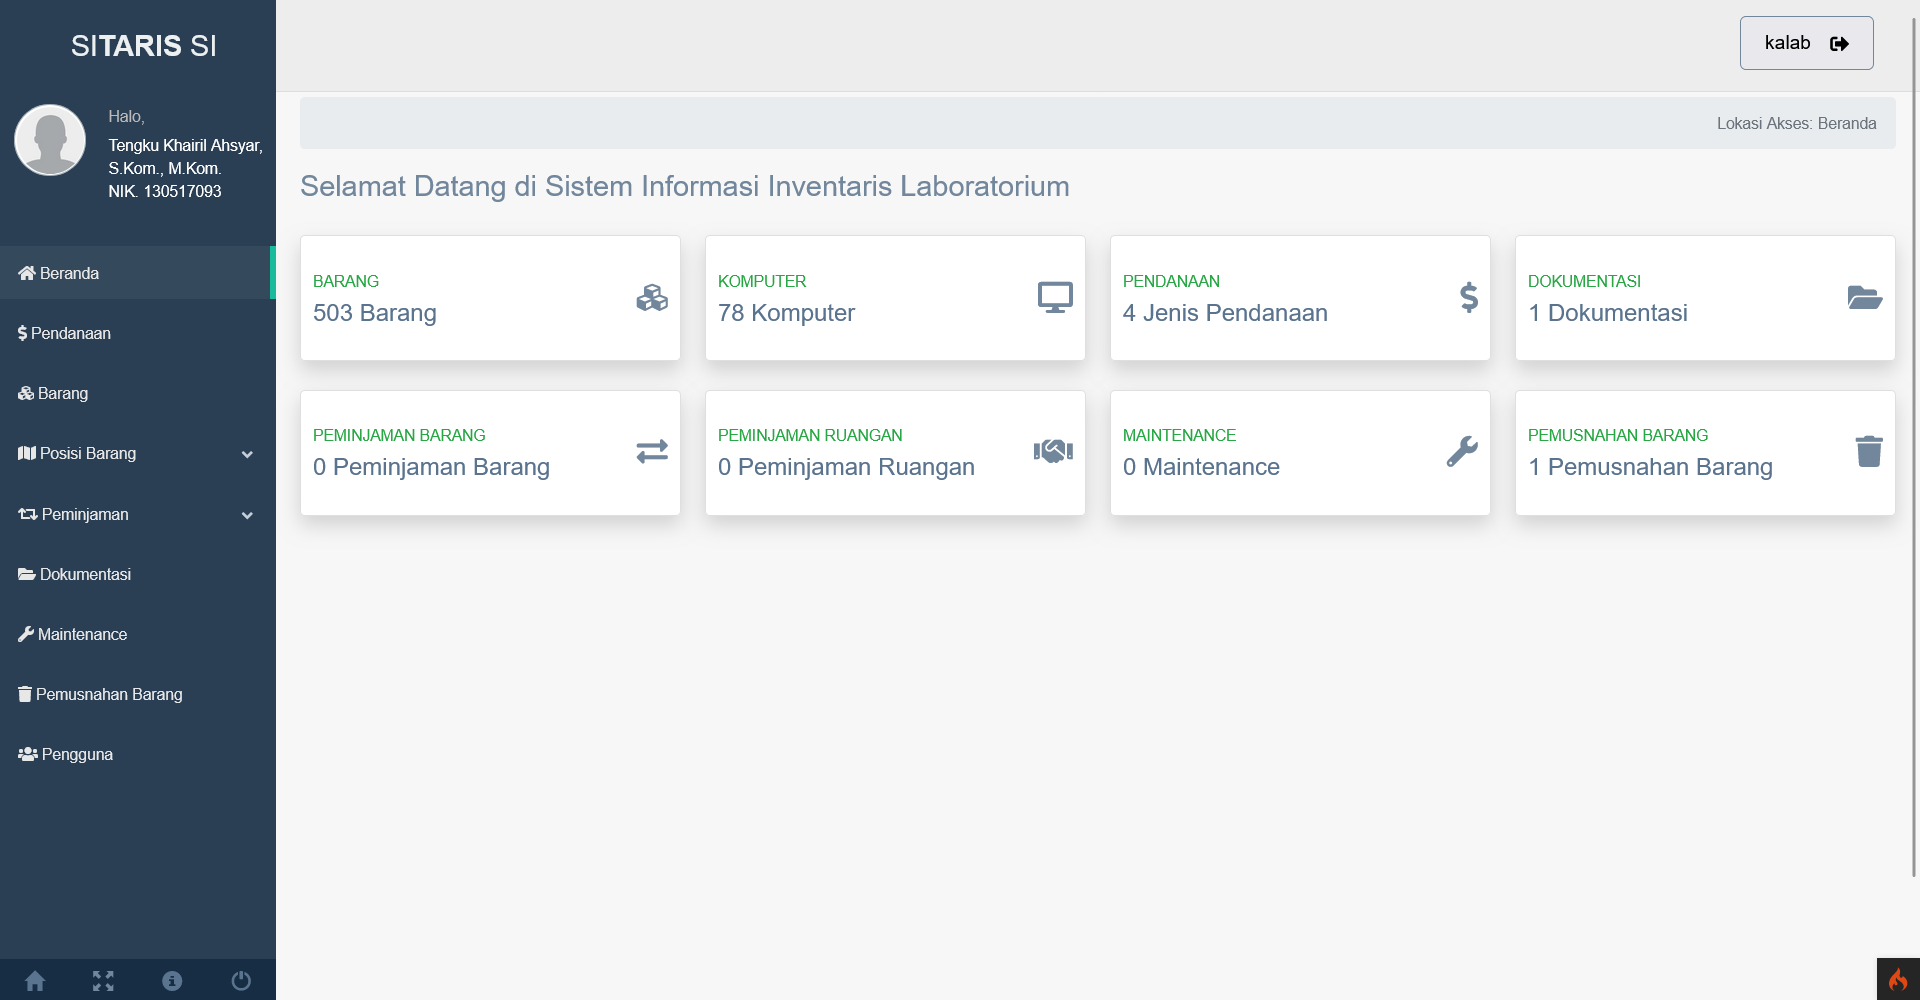 SITARIS SI
Halo,
Tengku Khairil Ahsyar,
S.Kom., M.Kom.
NIK. 130517093
Beranda
Pendanaan
Barang
Posisi Barang
Peminjaman
Dokumentasi
Maintenance
Pemusnahan Barang
Pengguna
kalab
Lokasi Akses: Beranda
Selamat Datang di Sistem Informasi Inventaris Laboratorium
BARANG
503 Barang
KOMPUTER
78 Komputer
PENDANAAN
4 Jenis Pendanaan
DOKUMENTASI
1 Dokumentasi
PEMINJAMAN BARANG
0 Peminjaman Barang
PEMINJAMAN RUANGAN
0 Peminjaman Ruangan
MAINTENANCE
0 Maintenance
PEMUSNAHAN BARANG
1 Pemusnahan Barang